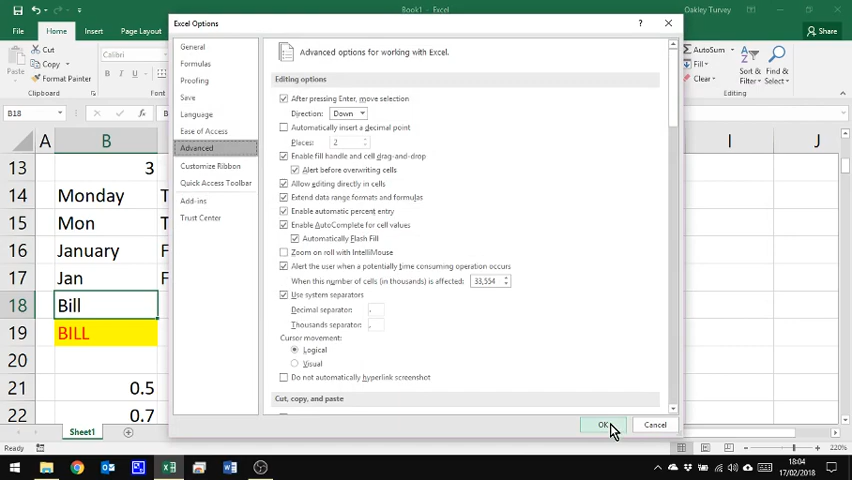 Book1 - Excel
Oakley Turvey
File
Home
Insert
Page Layout
Share
Cut
Copy
Format Painter
Paste
Clipboard
Calibri
B I U
AutoSum
Fill
Clear
Sort &
Filter
Find &
Select
Editing
B18
A
B
I
J
13
3
14
Monday
T
15
Mon
T
16
January
F
17
Jan
F
18
Bill
19
BILL
20
21
0.5
22
0.7
Sheet1
Ready
220%
18:04
17/02/2018
Excel Options
General
Formulas
Proofing
Save
Language
Ease of Access
Advanced
Customize Ribbon
Quick Access Toolbar
Add-ins
Trust Center
Advanced options for working with Excel.
Editing options
After pressing Enter, move selection
Direction: Down
Automatically insert a decimal point
Places: 2
Enable fill handle and cell drag-and-drop
Alert before overwriting cells
Allow editing directly in cells
Extend data range formats and formulas
Enable automatic percent entry
Enable AutoComplete for cell values
Automatically Flash Fill
Zoom on roll with IntelliMouse
Alert the user when a potentially time consuming operation occurs
When this number of cells (in thousands) is affected: 33,554
Use system separators
Decimal separator: .
Thousands separator: ,
Cursor movement:
Logical
Visual
Do not automatically hyperlink screenshot
Cut, copy, and paste
OK
Cancel